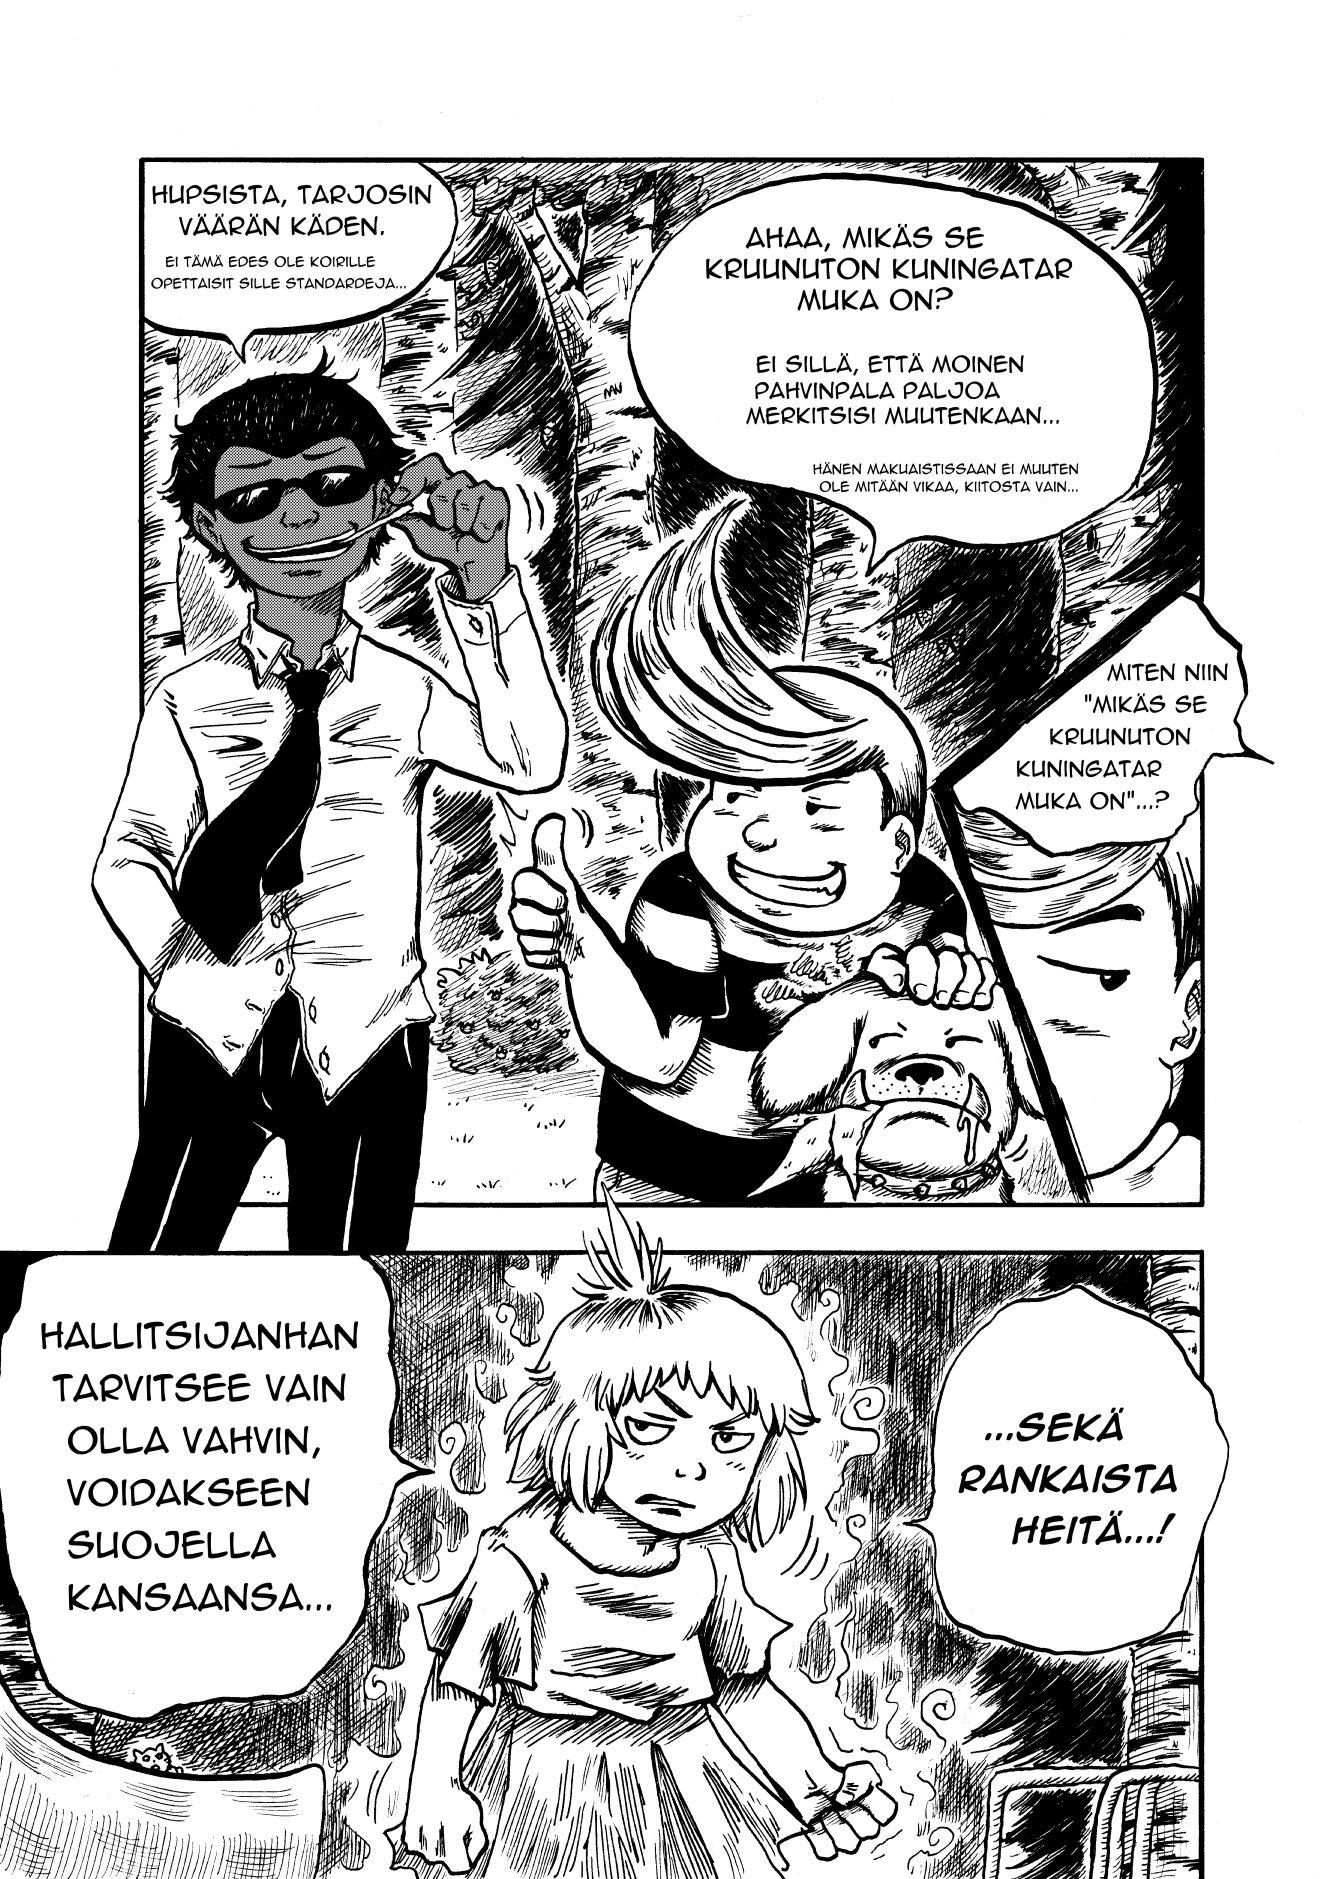 HUPSISTA, TARJOSIN
VÄÄRÄN KÄDEN.
EI TÄMÄ EDES OLE KOIRILLE
OPETTAISIT SILLE STANDARDEJA...
AHAA, MIKÄS SE
KRUUNUTON KUNINGATAR
MUKA ON?
EI SILLÄ, ETTÄ MOINEN
PAHVINPALA PALJOA
MERKITSISI MUUTENKAAN...
HÄNEN MAKUAISTISSAAN EI MUUTEN
OLE MITÄÄN VIKAA, KIITOSTA VAIN...
MITEN NIIN
"MIKÄS SE
KRUUNUTON
KUNINGATAR
MUKA ON"...?
HALLITSIJANHAN
TARVITSEE VAIN
OLLA VAHVIN,
VOIDAKSEEN
SUOJELLA
KANSAANSA...
...SEKÄ
RANKAISTA
HEITÄ...!